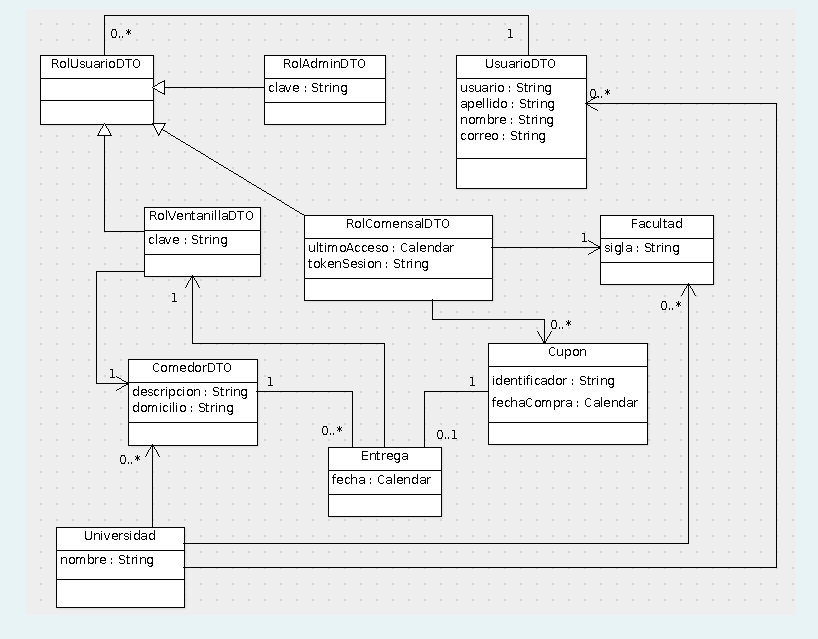 0..*
1
RolUsuarioDTO
RolAdminDTO
clave : String
UsuarioDTO
usuario : String
apellido : String
nombre : String
correo : String
0..*
RolVentanillaDTO
clave : String
RolComensalDTO
ultimoAcceso : Calendar
tokenSesion : String
1
Facultad
sigla : String
1
0..*
0..*
1
ComedorDTO
descripcion : String
domicilio : String
1
Cupon
identificador : String
fechaCompra : Calendar
1
0..*
0..1
0..*
Entrega
fecha : Calendar
Universidad
nombre : String